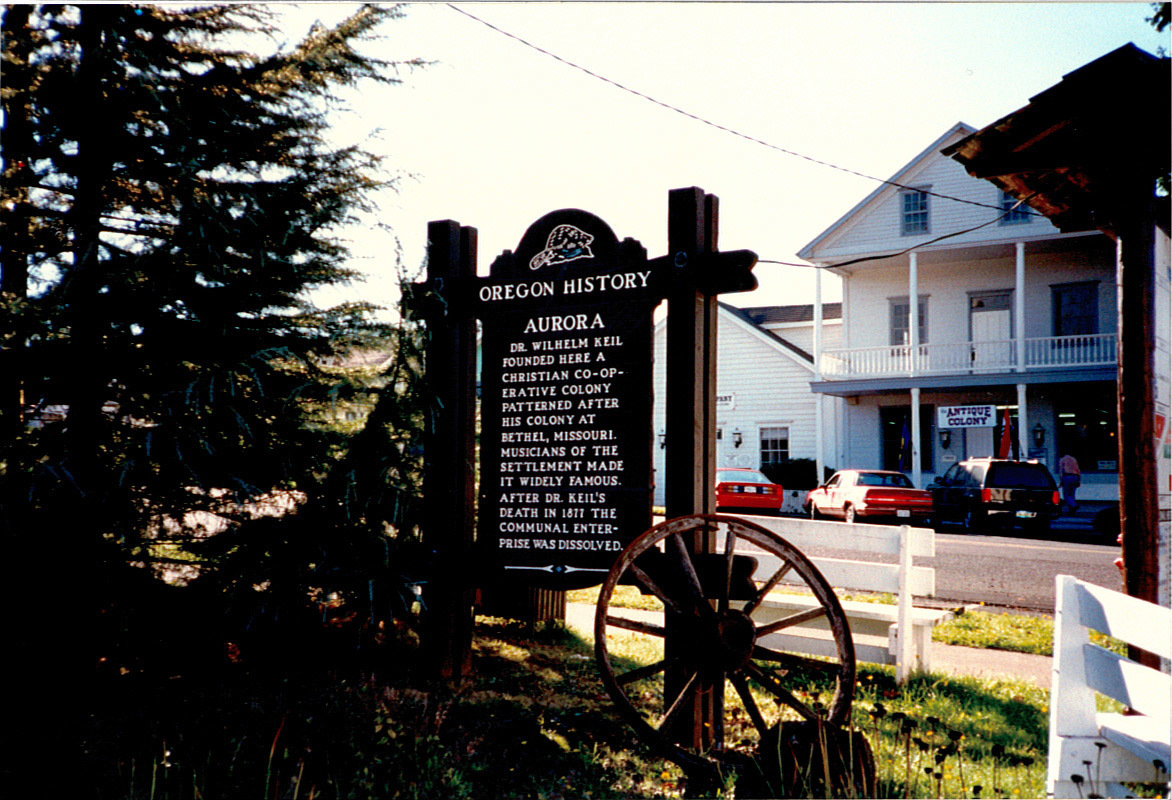 OREGON HISTORY
AURORA
DR. WILHELM KEIL
FOUNDED HERE A
CHRISTIAN CO-OP-
ERATIVE COLONY
PATTERNED AFTER
HIS COLONY AT
BETHEL, MISSOURI.
MUSICIANS OF THE
SETTLEMENT MADE
IT WIDELY FAMOUS.
AFTER DR. KEIL'S
DEATH IN 1877 THE
COMMUNAL ENTER-
PRISE WAS DISSOLVED.
ANTIQUE
COLONY